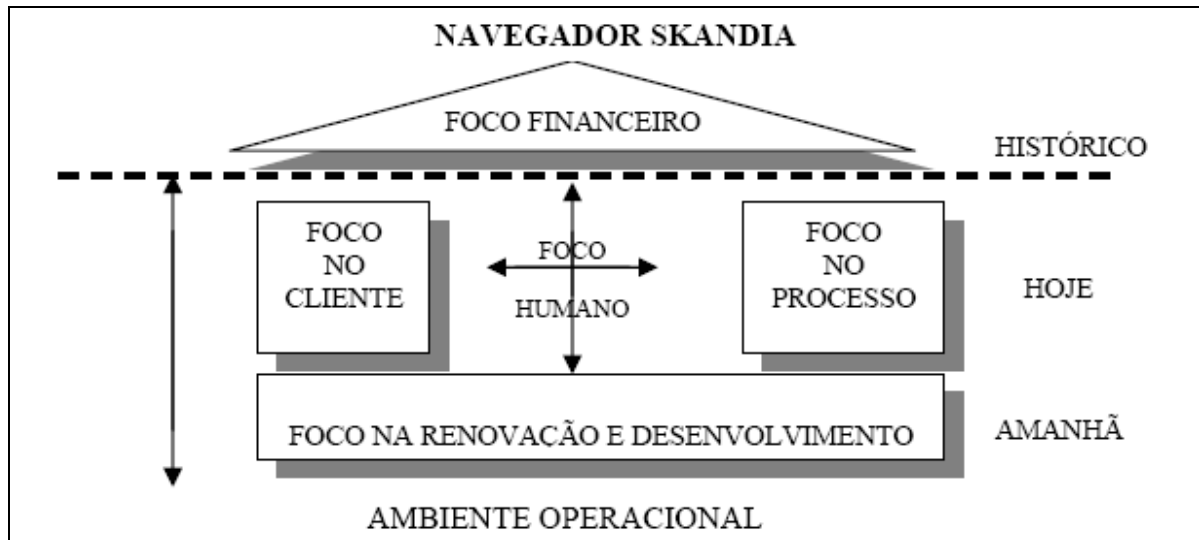 NAVEGADOR SKANDIA
FOCO FINANCEIRO
HISTÓRICO
FOCO
NO
CLIENTE
FOCO
HUMANO
FOCO
NO
PROCESSO
HOJE
FOCO NA RENOVAÇÃO E DESENVOLVIMENTO
AMANHÃ
AMBIENTE OPERACIONAL